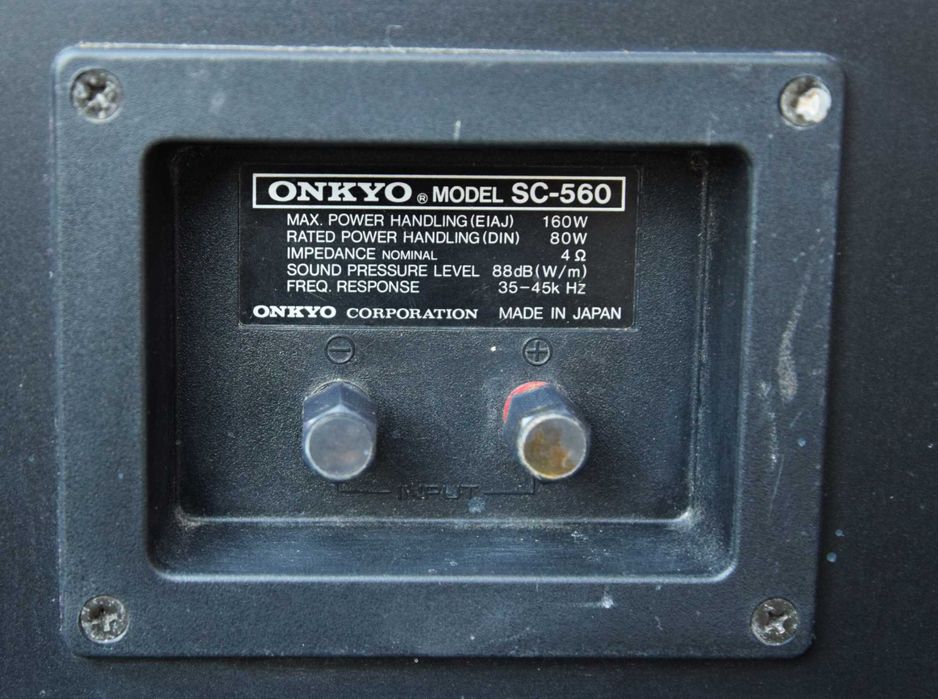 ONKYO® MODEL SC-560
MAX. POWER HANDLING (EIAJ) 160W
RATED POWER HANDLING (DIN) 80W
IMPEDANCE NOMINAL 4Ω
SOUND PRESSURE LEVEL 88dB(W/m)
FREQ. RESPONSE 35-45k Hz
ONKYO CORPORATION MADE IN JAPAN
⊖ ⊕
INPUT